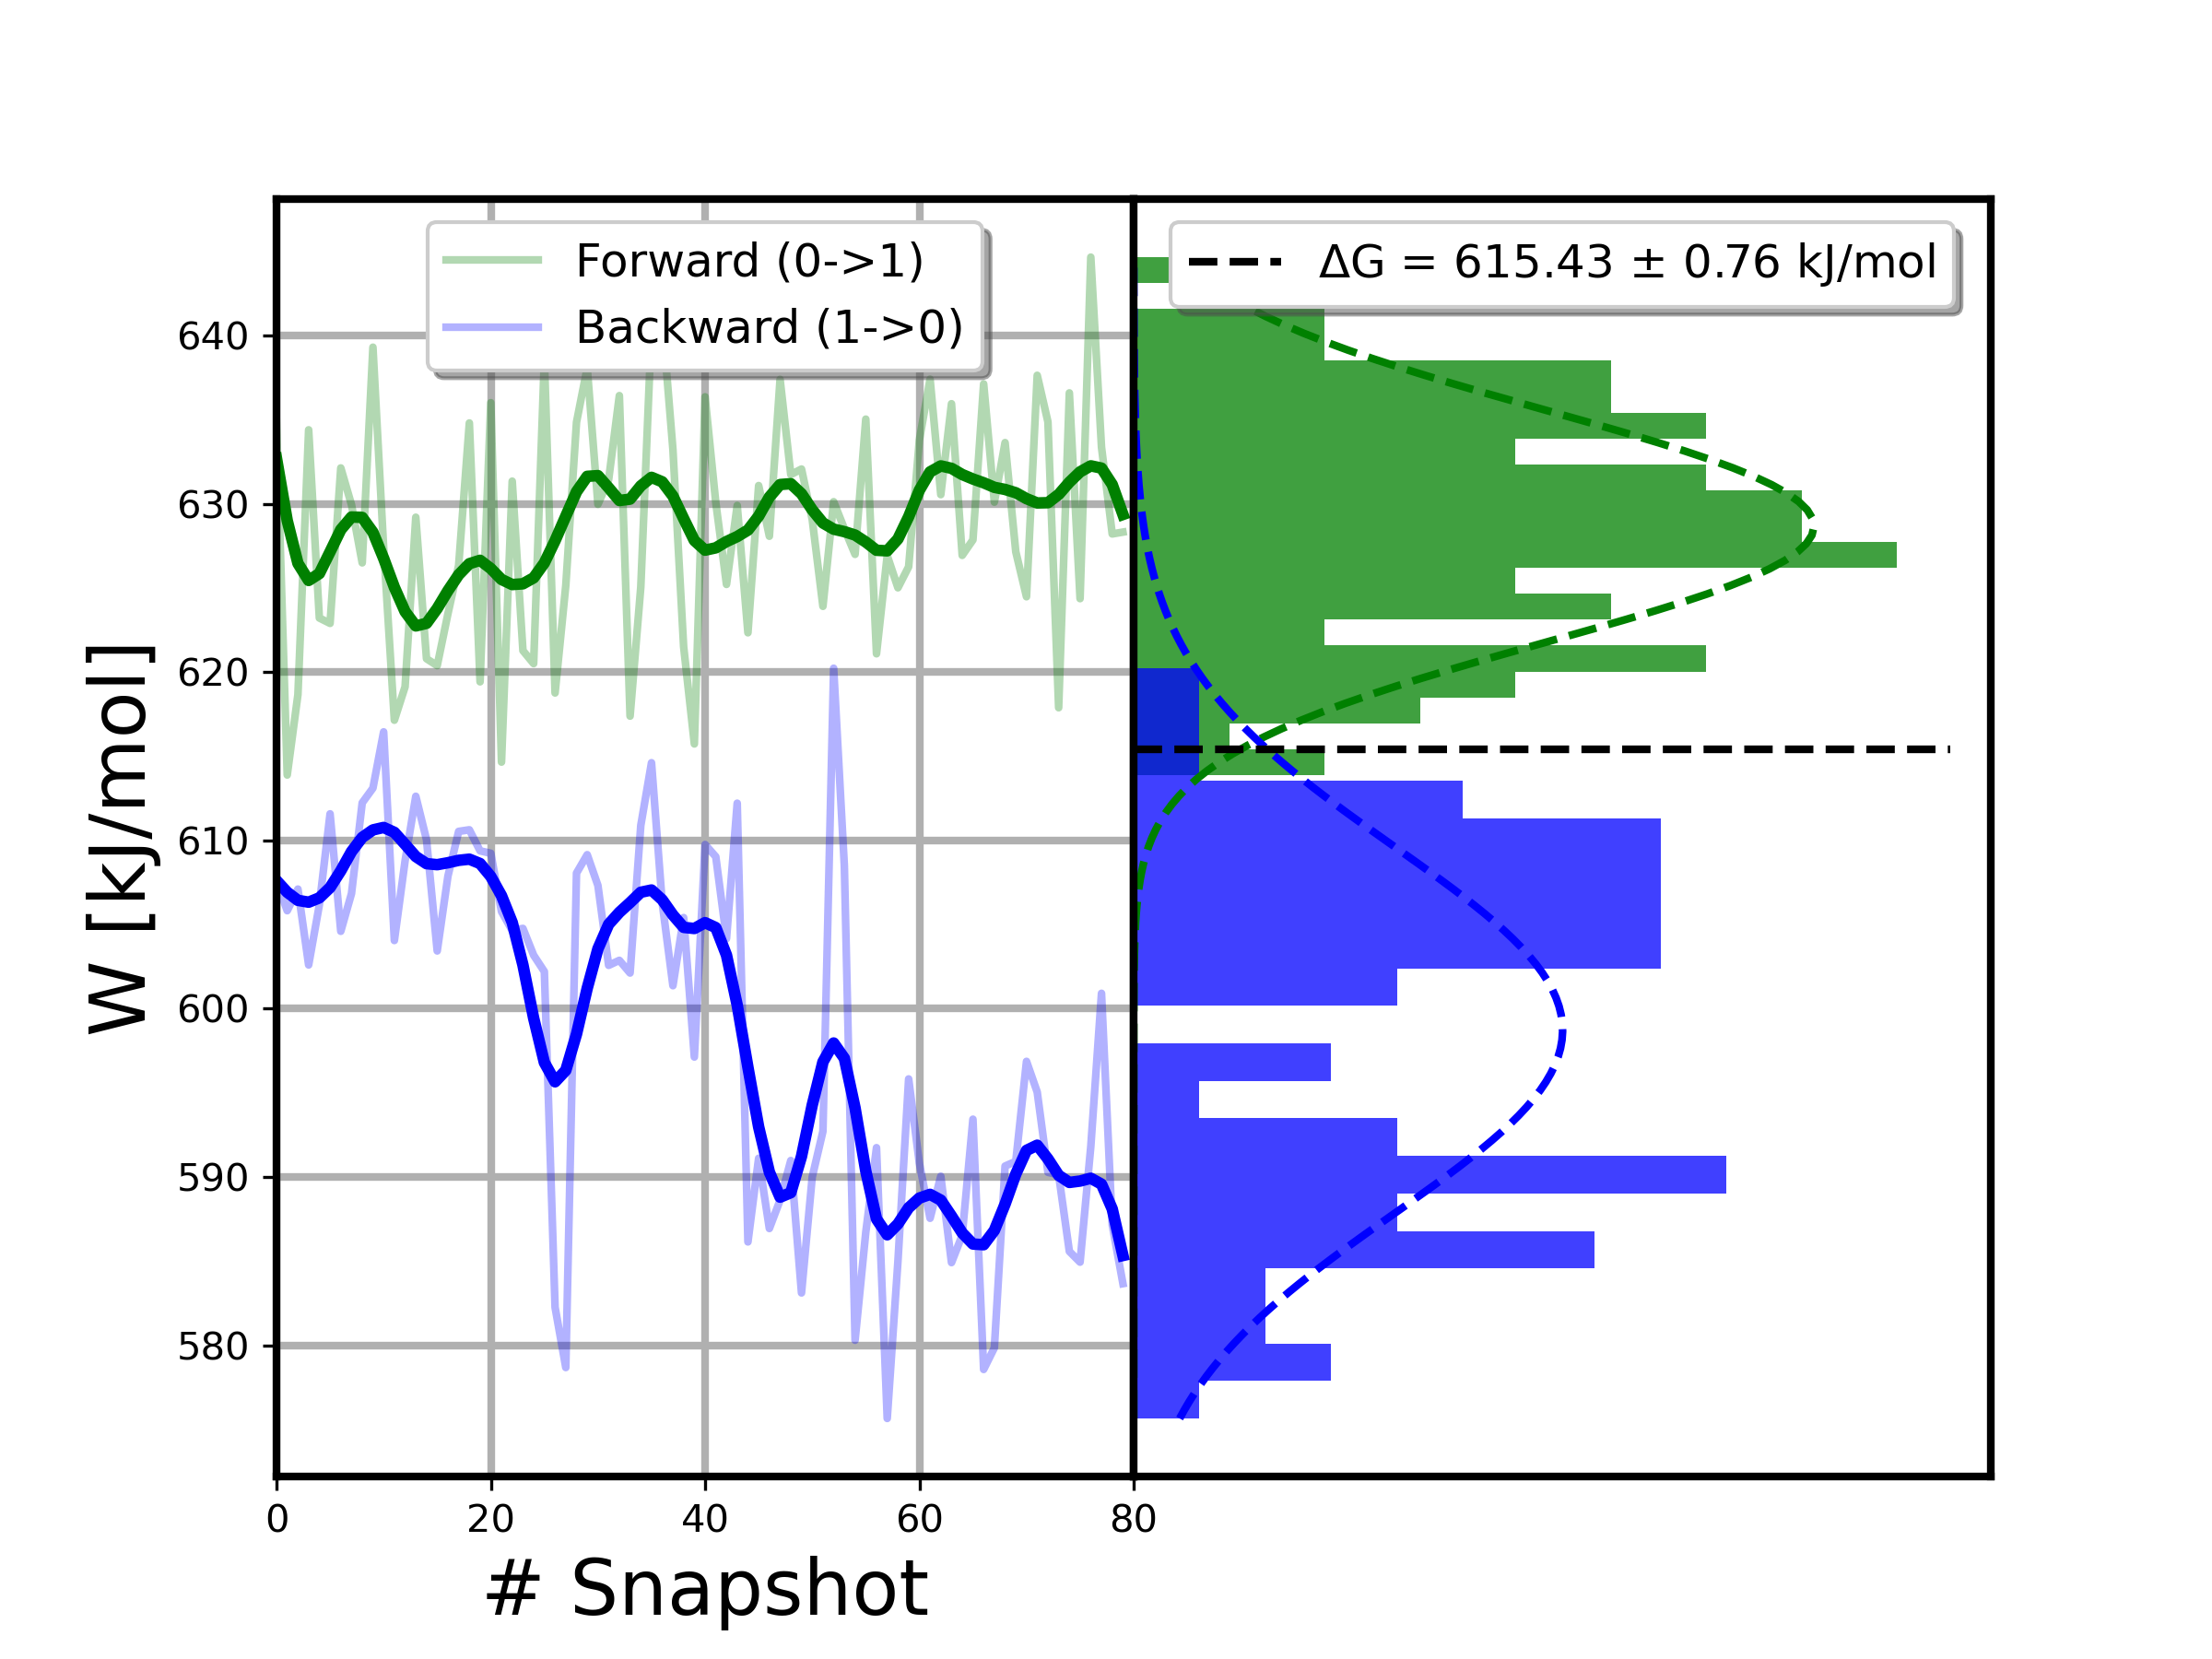 Forward (0->1)
Backward (1->0)
ΔG = 615.43 ± 0.76 kJ/mol
W [kJ/mol]
640
630
620
610
600
590
580
0 20 40 60 80
# Snapshot